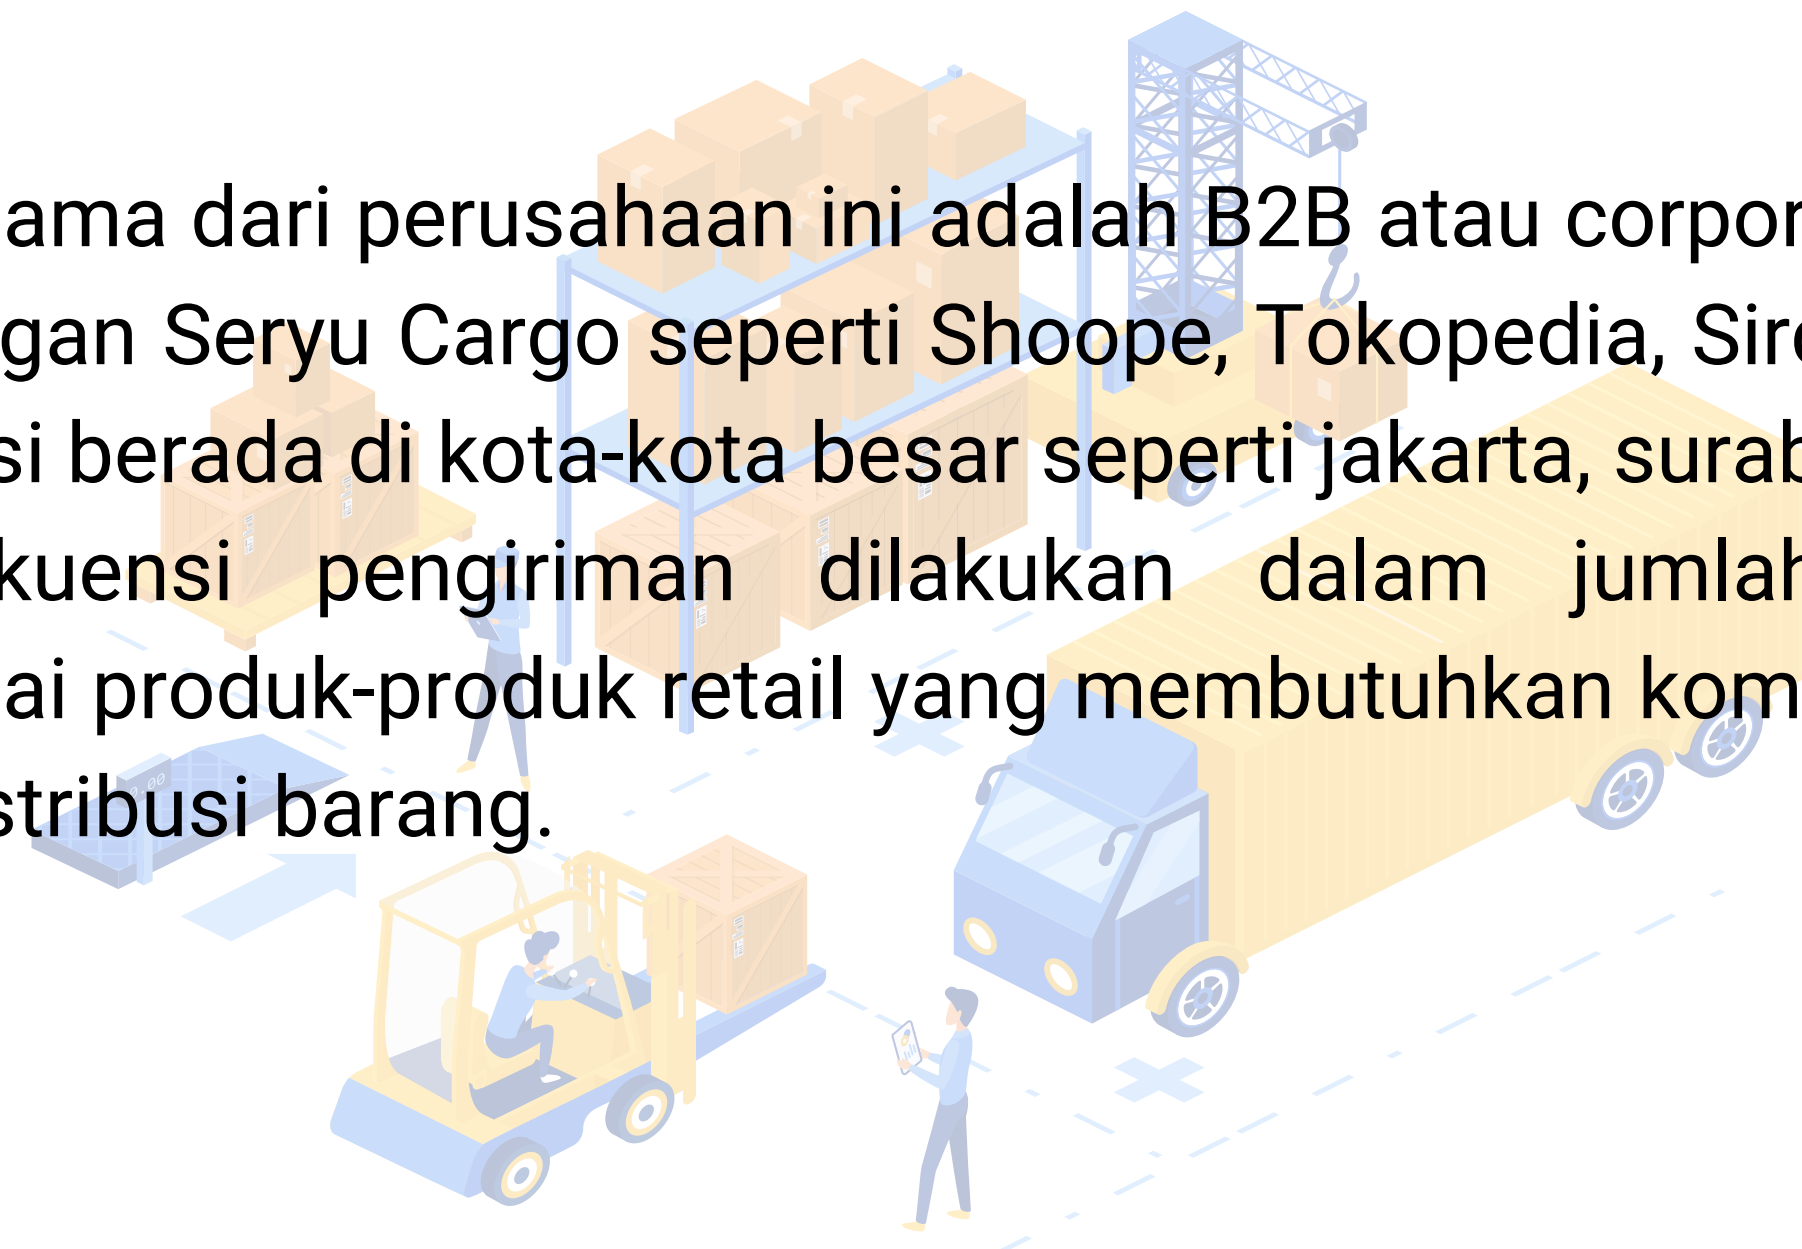 ama dari perusahaan ini adalah B2B atau corpor
gan Seryu Cargo seperti Shoope, Tokopedia, Sir
si berada di kota-kota besar seperti jakarta, surab
kuensi pengiriman dilakukan dalam jumlah
ai produk-produk retail yang membutuhkan kom
stribusi barang.